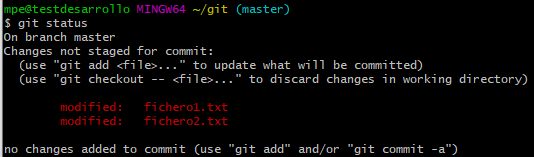 mpe@testdesarrollo MINGW64 ~/git (master)
$ git status
On branch master
Changes not staged for commit:
  (use "git add <file>..." to update what will be committed)
  (use "git checkout -- <file>..." to discard changes in working directory)

        modified:   fichero1.txt
        modified:   fichero2.txt

no changes added to commit (use "git add" and/or "git commit -a")